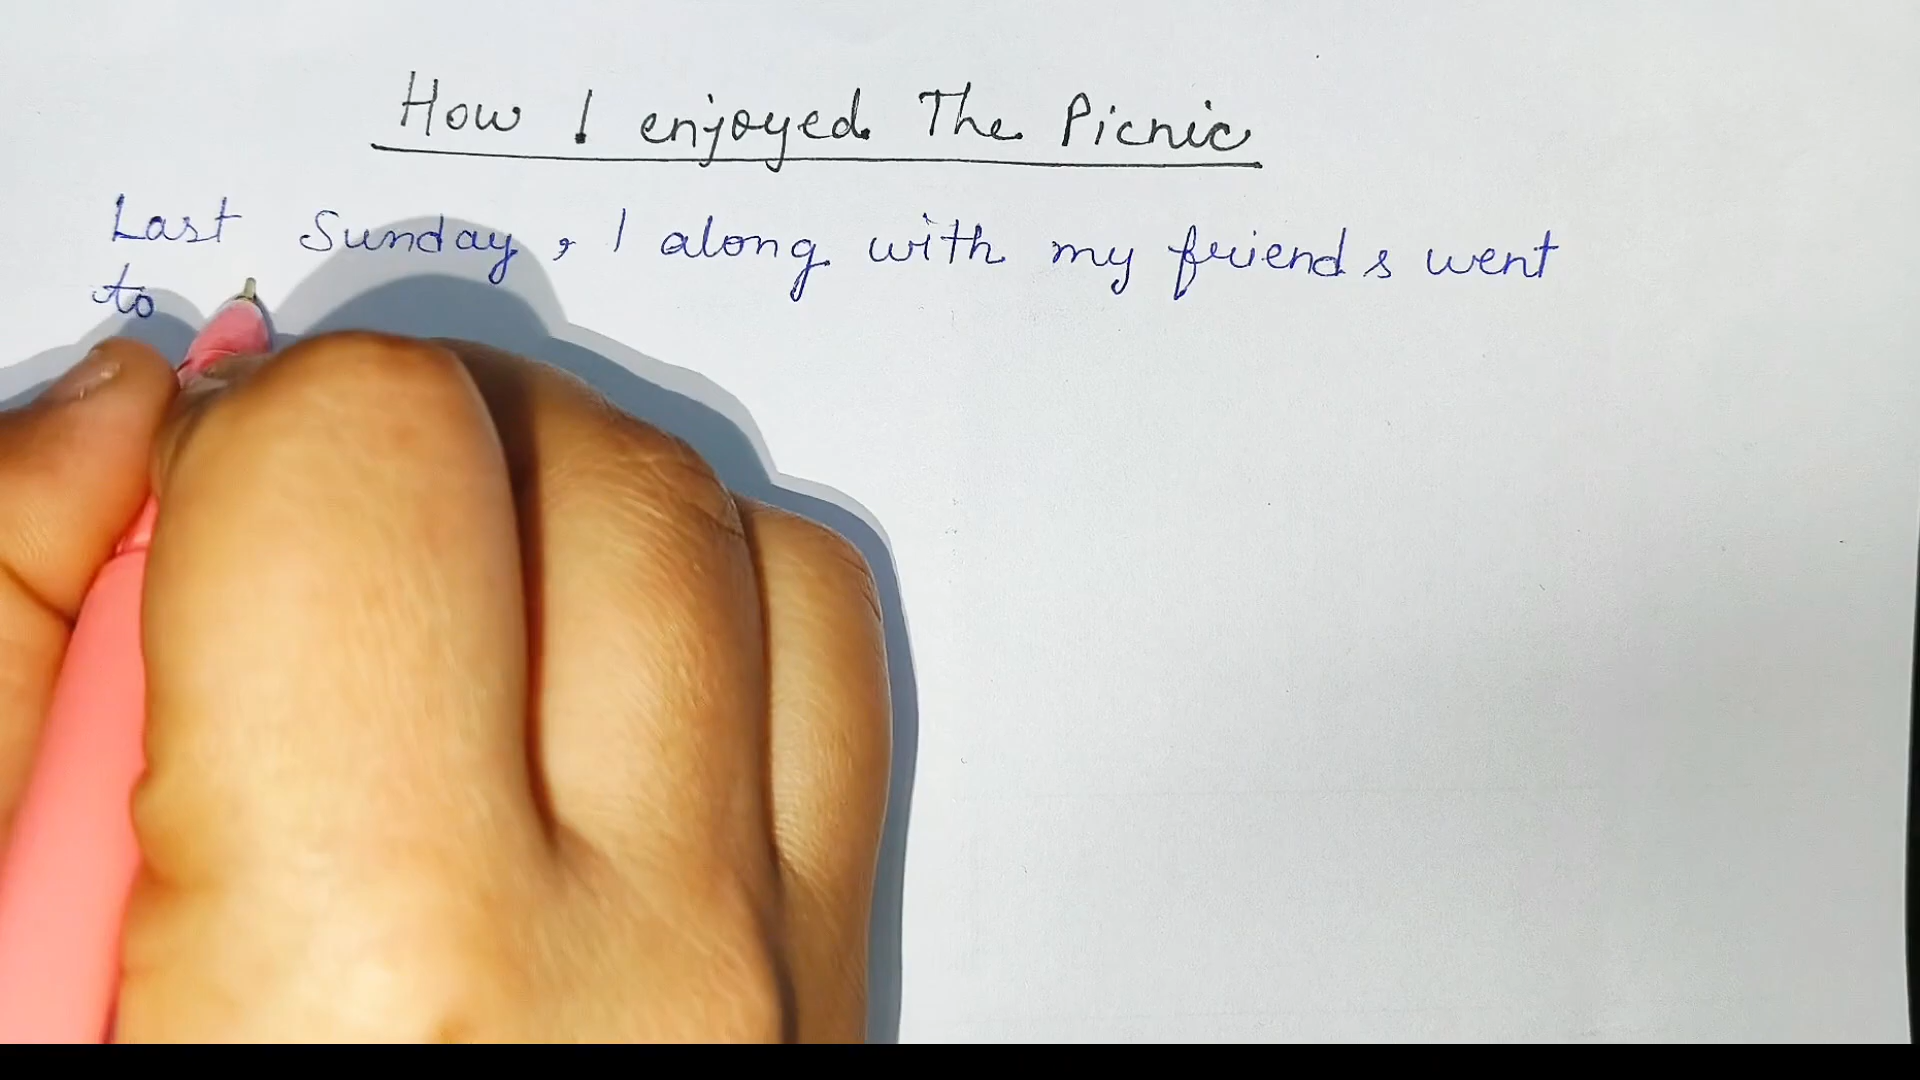 How I enjoyed The Picnic
Last Sunday, I along with my friends went
to